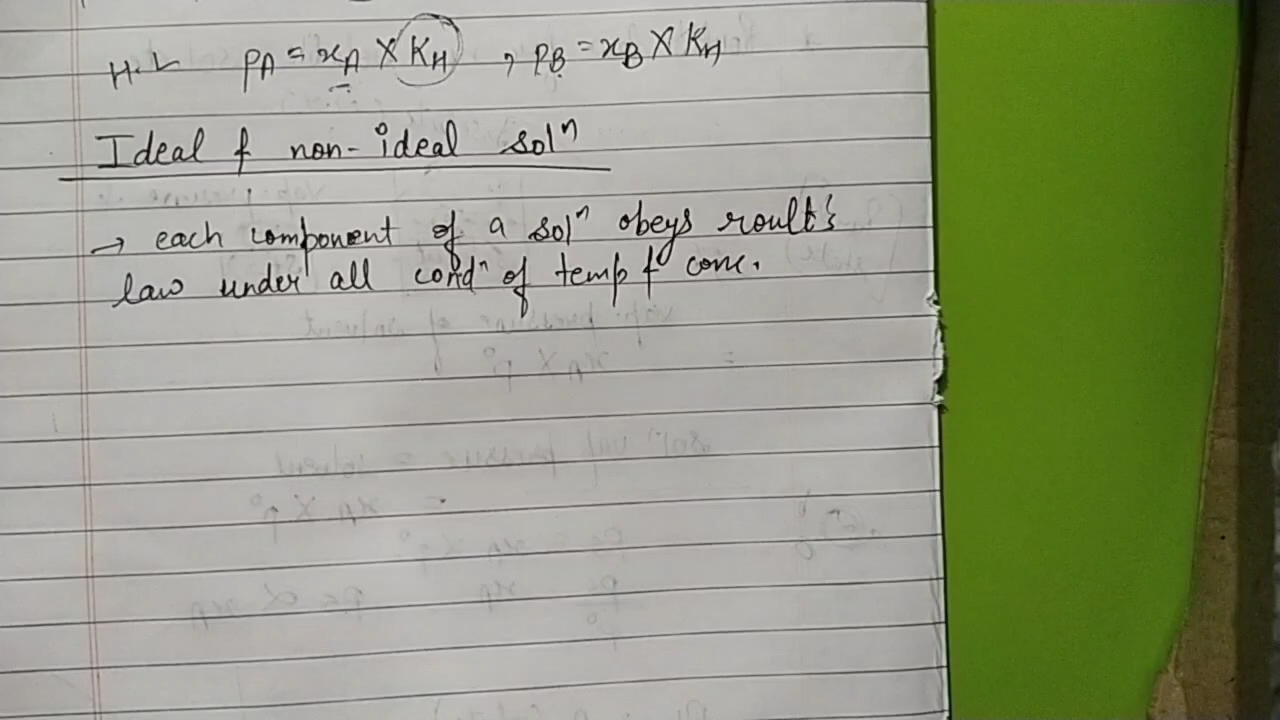 H.L PA = xA X KH , PB = xB X KH
Ideal & non-ideal solⁿ
→ each component of a solⁿ obeys roult's
law under all condⁿ of temp & conc.